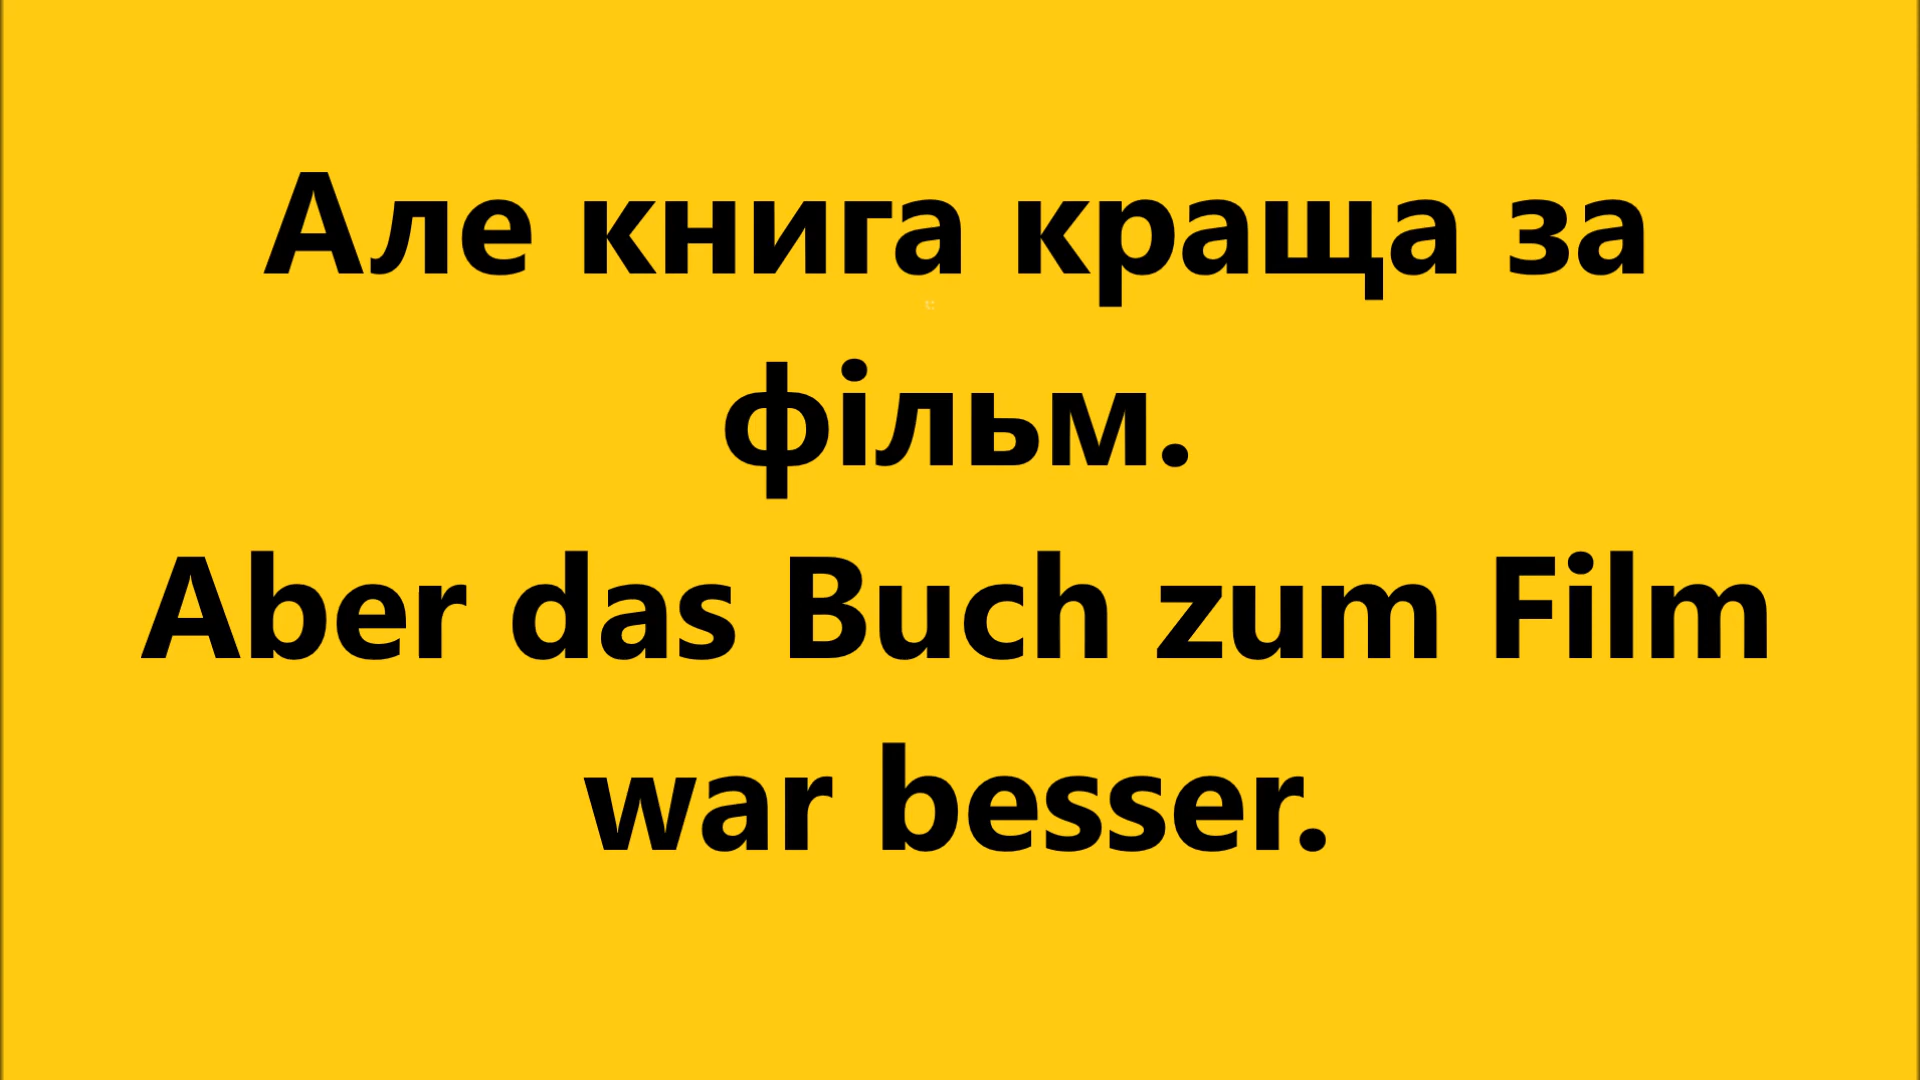 Але книга краща за
фільм.
Aber das Buch zum Film
war besser.